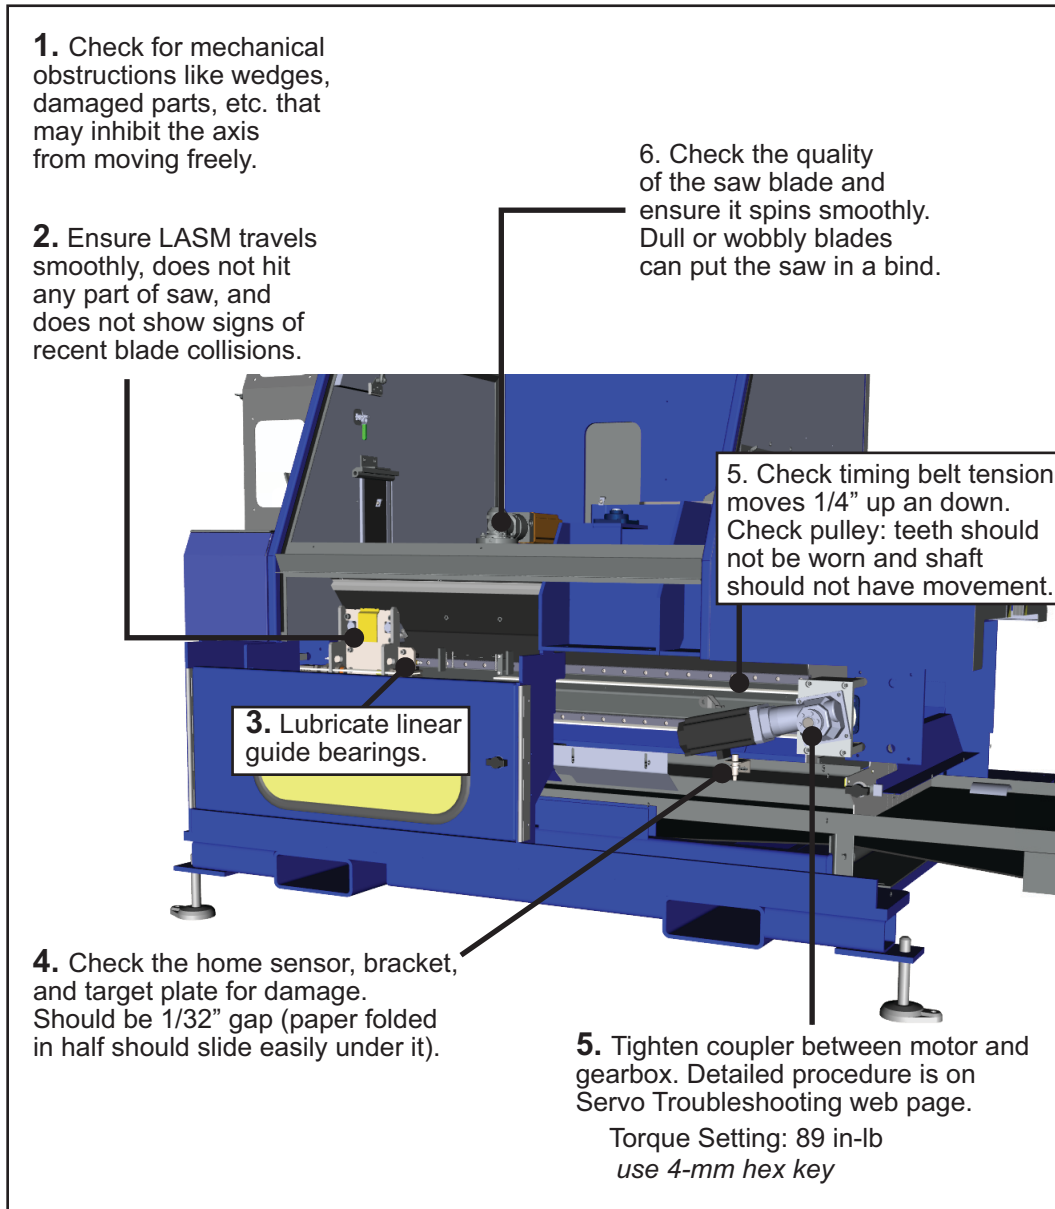 1. Check for mechanical
obstructions like wedges,
damaged parts, etc. that
may inhibit the axis
from moving freely.
6. Check the quality
of the saw blade and
ensure it spins smoothly.
Dull or wobbly blades
can put the saw in a bind.
2. Ensure LASM travels
smoothly, does not hit
any part of saw, and
does not show signs of
recent blade collisions.
5. Check timing belt tension
moves 1/4” up an down.
Check pulley: teeth should
not be worn and shaft
should not have movement.
3. Lubricate linear
guide bearings.
4. Check the home sensor, bracket,
and target plate for damage.
Should be 1/32” gap (paper folded
in half should slide easily under it).
5. Tighten coupler between motor and
gearbox. Detailed procedure is on
Servo Troubleshooting web page.
Torque Setting: 89 in-lb
use 4-mm hex key